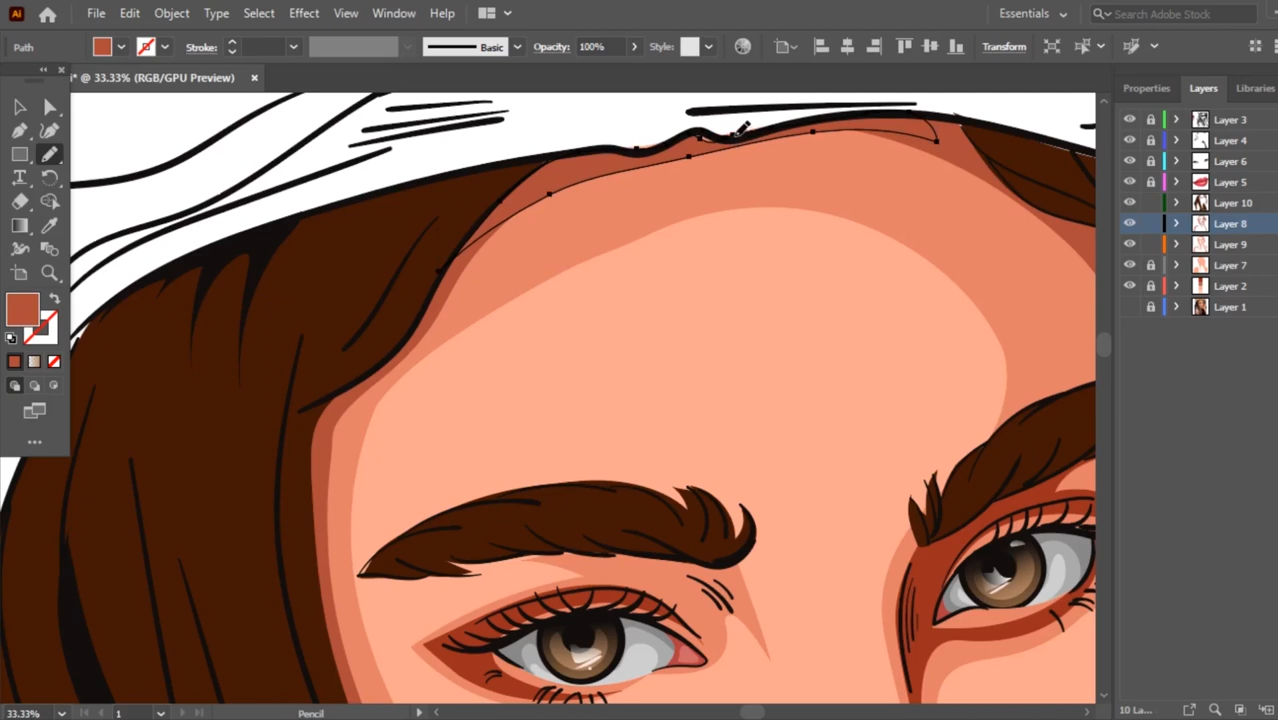 Ai File Edit Object Type Select Effect View Window Help Essentials Search Adobe Stock
Path Stroke: Basic Opacity: 100% Style: Transform
i* @ 33.33% (RGB/GPU Preview)
Properties Layers Libraries
Layer 3
Layer 4
Layer 6
Layer 5
Layer 10
Layer 8
Layer 9
Layer 7
Layer 2
Layer 1
33.33% 1 Pencil 10 La...